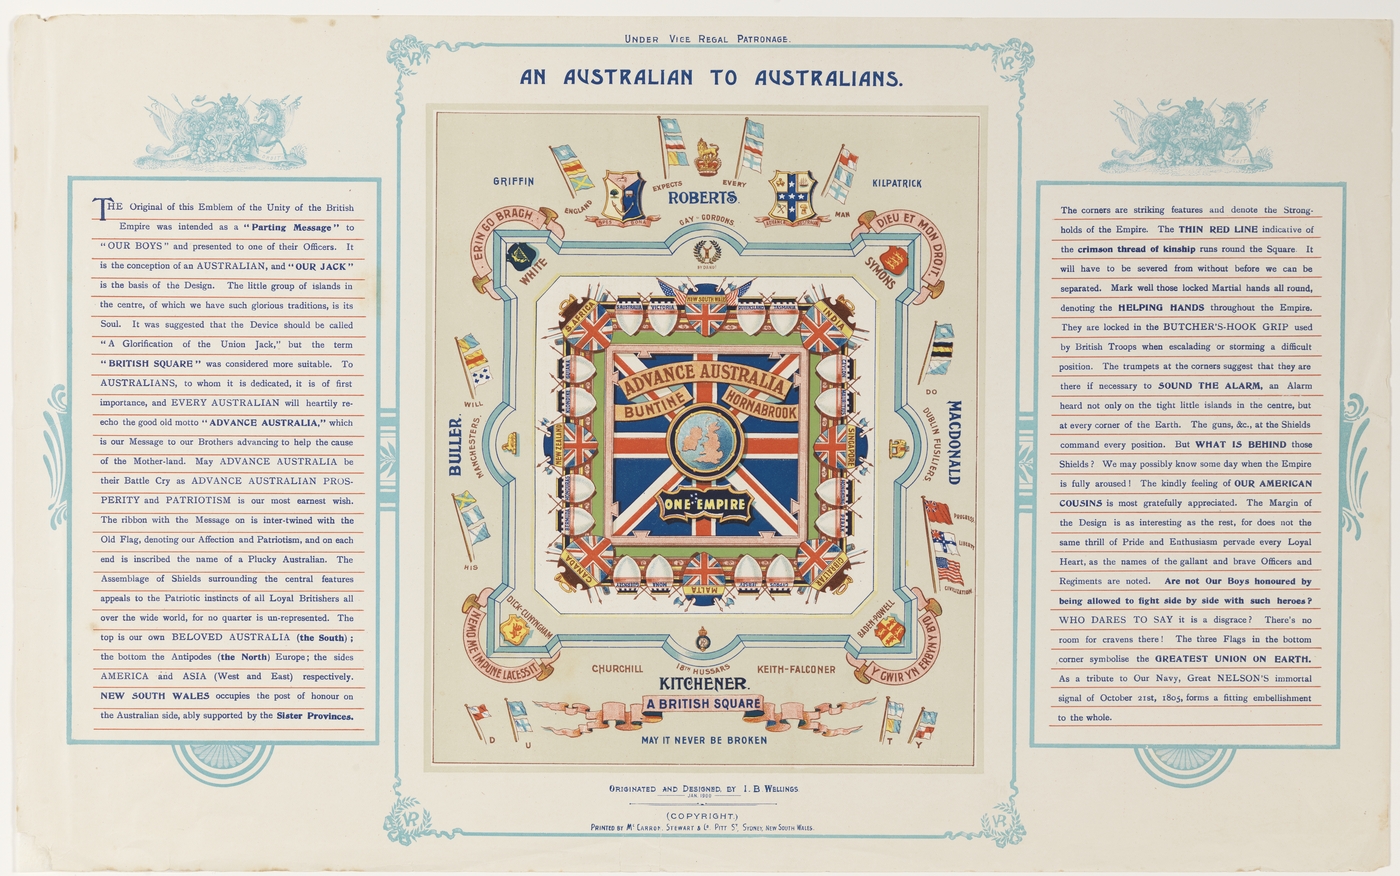 UNDER VICE REGAL PATRONAGE.
AN AUSTRALIAN TO AUSTRALIANS.
THE Original of this Emblem of the Unity of the British
Empire was intended as a "Parting Message" to
"OUR BOYS" and presented to one of their Officers. It
is the conception of an AUSTRALIAN, and "OUR JACK"
is the basis of the Design. The little group of islands in
the centre, of which we have such glorious traditions, is its
Soul. It was suggested that the Device should be called
"A Glorification of the Union Jack," but the term
"BRITISH SQUARE" was considered more suitable. To
AUSTRALIANS, to whom it is dedicated, it is of first
importance, and EVERY AUSTRALIAN will heartily re-
echo the good old motto "ADVANCE AUSTRALIA," which
is our Message to our Brothers advancing to help the cause
of the Mother-land. May ADVANCE AUSTRALIA be
their Battle Cry as ADVANCE AUSTRALIAN PROS-
PERITY and PATRIOTISM is our most earnest wish.
The ribbon with the Message on is inter-twined with the
Old Flag, denoting our Affection and Patriotism, and on each
end is inscribed the name of a Plucky Australian. The
Assemblage of Shields surrounding the central features
appeals to the Patriotic instincts of all Loyal Britishers all
over the wide world, for no quarter is un-represented. The
top is our own BELOVED AUSTRALIA (the South);
the bottom the Antipodes (the North) Europe; the sides
AMERICA and ASIA (West and East) respectively.
NEW SOUTH WALES occupies the post of honour on
the Australian side, ably supported by the Sister Provinces.
GRIFFIN
ENGLAND
EXPECTS
EVERY
MAN
KILPATRICK
ROBERTS.
GAY-GORDONS
ERIN GO BRAGH.
DIEU ET MON DROIT.
WHITE
SYMONS
S. AFRICA
VICTORIA
NEW SOUTH WALES
QUEENSLAND
TASMANIA
INDIA
ADVANCE AUSTRALIA
BUNTINE
HORNABROOK
ONE EMPIRE
WILL
BULLER.
MANCHESTERS.
NEW ZEALAND
SINGAPORE
DUBLIN FUSILIERS
MACDONALD
DO
HIS
PROGRESS
LIBERTY
CIVILIZATION
CANADA
GUERNSEY
MONA
MALTA
JERSEY
CYPRUS
GIBRALTAR
DICK-CUNYNGHAM
BADEN-POWELL
NEMO ME IMPUNE LACESSIT.
Y GWIR YN ERBYN Y BYD
CHURCHILL
18TH HUSSARS
KEITH-FALCONER
KITCHENER.
A BRITISH SQUARE
MAY IT NEVER BE BROKEN
D
U
T
Y
The corners are striking features and denote the Strong-
holds of the Empire. The THIN RED LINE indicative of
the crimson thread of kinship runs round the Square. It
will have to be severed from without before we can be
separated. Mark well those locked Martial hands all round,
denoting the HELPING HANDS throughout the Empire.
They are locked in the BUTCHER'S-HOOK GRIP used
by British Troops when escalading or storming a difficult
position. The trumpets at the corners suggest that they are
there if necessary to SOUND THE ALARM, an Alarm
heard not only on the tight little islands in the centre, but
at every corner of the Earth. The guns, &c., at the Shields
command every position. But WHAT IS BEHIND those
Shields? We may possibly know some day when the Empire
is fully aroused! The kindly feeling of OUR AMERICAN
COUSINS is most gratefully appreciated. The Margin of
the Design is as interesting as the rest, for does not the
same thrill of Pride and Enthusiasm pervade every Loyal
Heart, as the names of the gallant and brave Officers and
Regiments are noted. Are not Our Boys honoured by
being allowed to fight side by side with such heroes?
WHO DARES TO SAY it is a disgrace? There's no
room for cravens there! The three Flags in the bottom
corner symbolise the GREATEST UNION ON EARTH.
As a tribute to Our Navy, Great NELSON'S immortal
signal of October 21st, 1805, forms a fitting embellishment
to the whole.
ORIGINATED AND DESIGNED, BY I. B WELLINGS
JAN. 1900
(COPYRIGHT.)
PRINTED BY MCCARRON, STEWART & CO. PITT ST, SYDNEY, NEW SOUTH WALES.